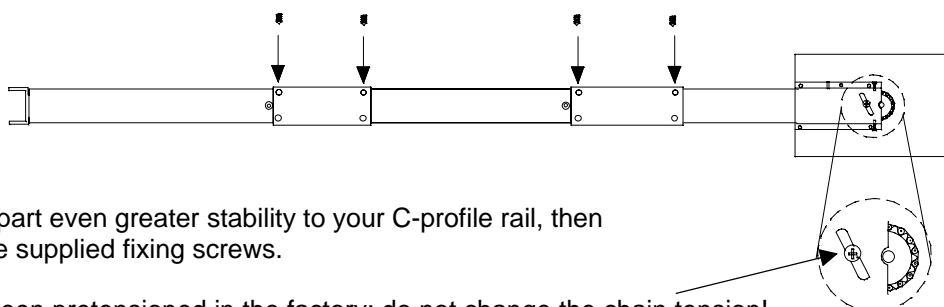 part even greater stability to your C-profile rail, then
e supplied fixing screws.
een pretensioned in the factory; do not change the chain tension!